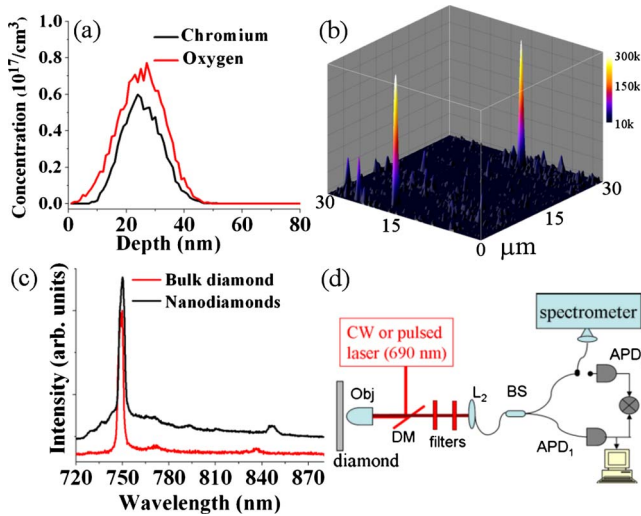 (a)
Chromium
Oxygen
Concentration (10^17/cm^3)
1.0
0.8
0.6
0.4
0.2
0.0
0 20 40 60 80
Depth (nm)
(b)
300k
150k
10k
30
15
0
15
30
μm
(c)
Bulk diamond
Nanodiamonds
Intensity (arb. units)
720 750 780 810 840 870
Wavelength (nm)
(d)
spectrometer
CW or pulsed
laser (690 nm)
APD
Obj
L2
BS
DM
filters
APD1
diamond